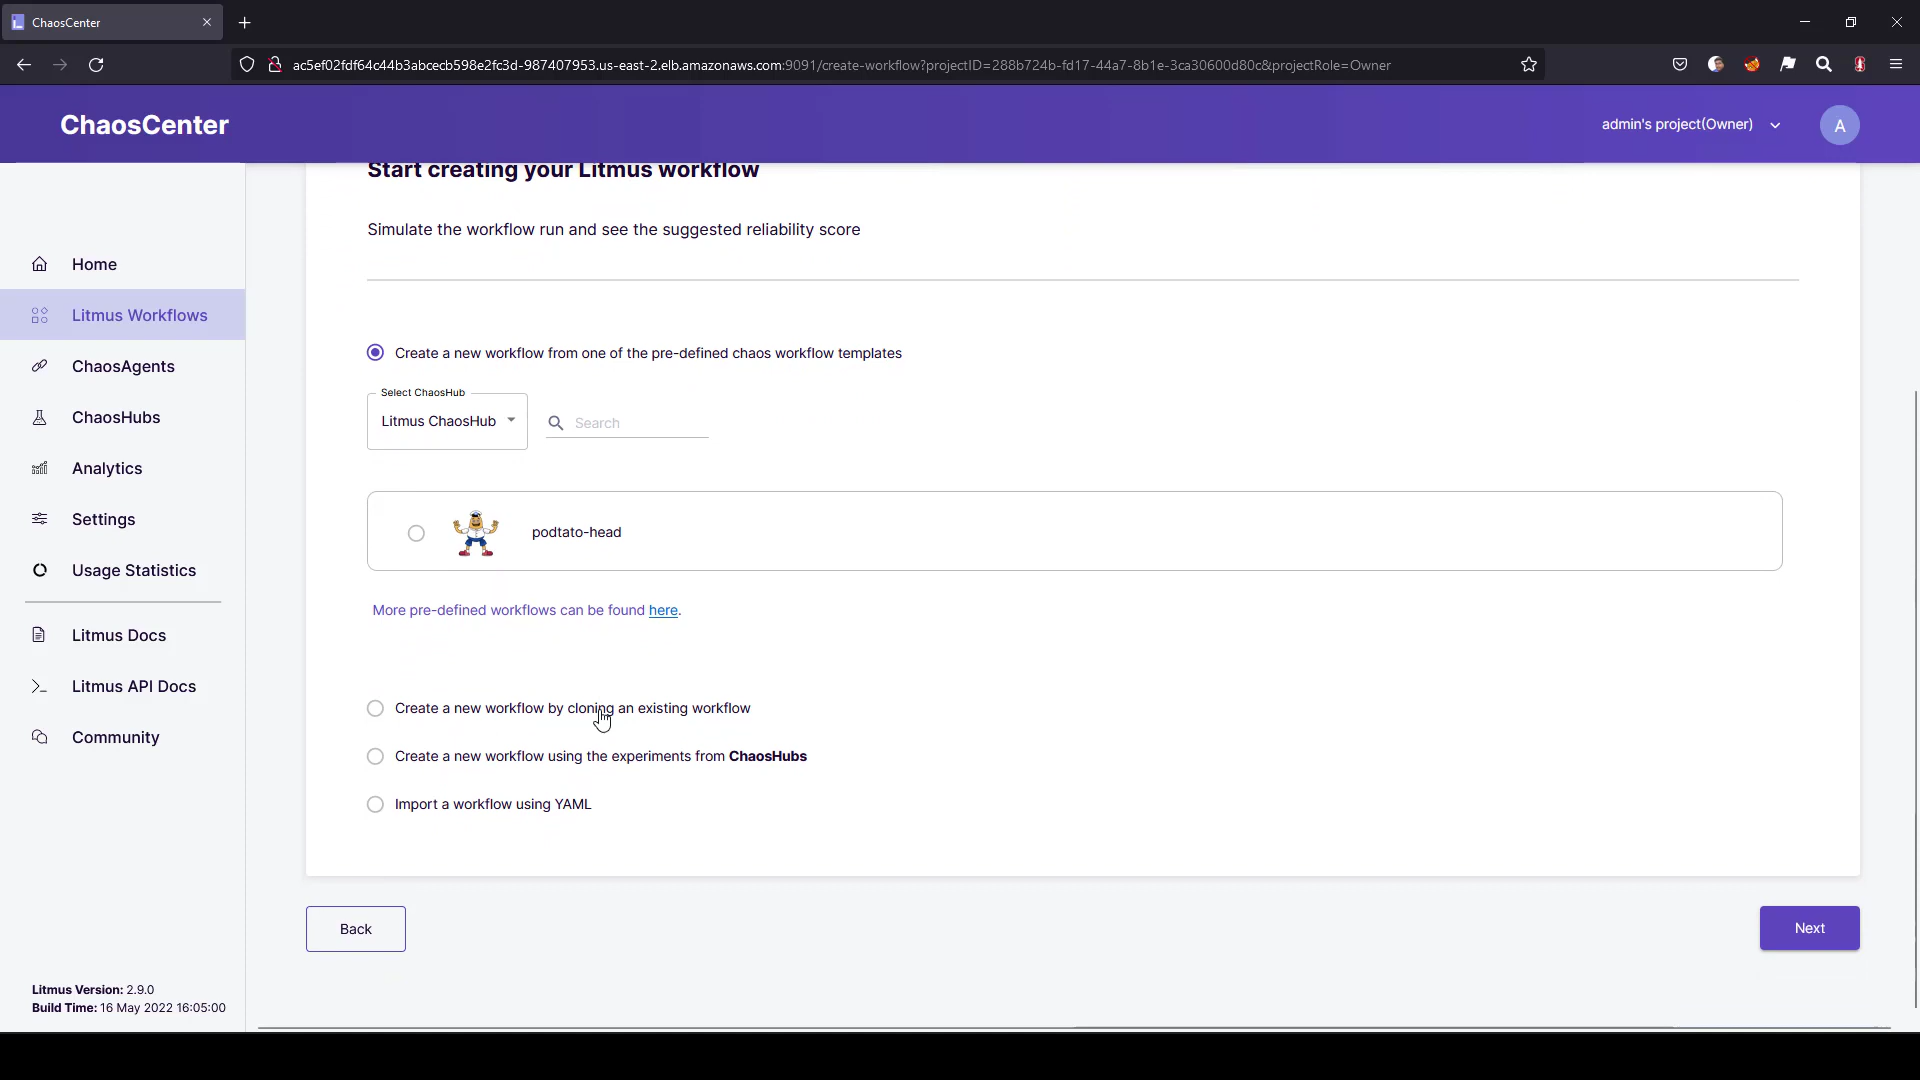 ChaosCenter
ac5ef02fdf64c44b3abcecb598e2fc3d-987407953.us-east-2.elb.amazonaws.com:9091/create-workflow?projectID=288b724b-fd17-44a7-8b1e-3ca30600d80c&projectRole=Owner
ChaosCenter
admin's project(Owner)
A
Home
Litmus Workflows
ChaosAgents
ChaosHubs
Analytics
Settings
Usage Statistics
Litmus Docs
Litmus API Docs
Community
Litmus Version: 2.9.0
Build Time: 16 May 2022 16:05:00
Start creating your Litmus workflow
Simulate the workflow run and see the suggested reliability score
Create a new workflow from one of the pre-defined chaos workflow templates
Select ChaosHub
Litmus ChaosHub
Search
podtato-head
More pre-defined workflows can be found here.
Create a new workflow by cloning an existing workflow
Create a new workflow using the experiments from ChaosHubs
Import a workflow using YAML
Back
Next